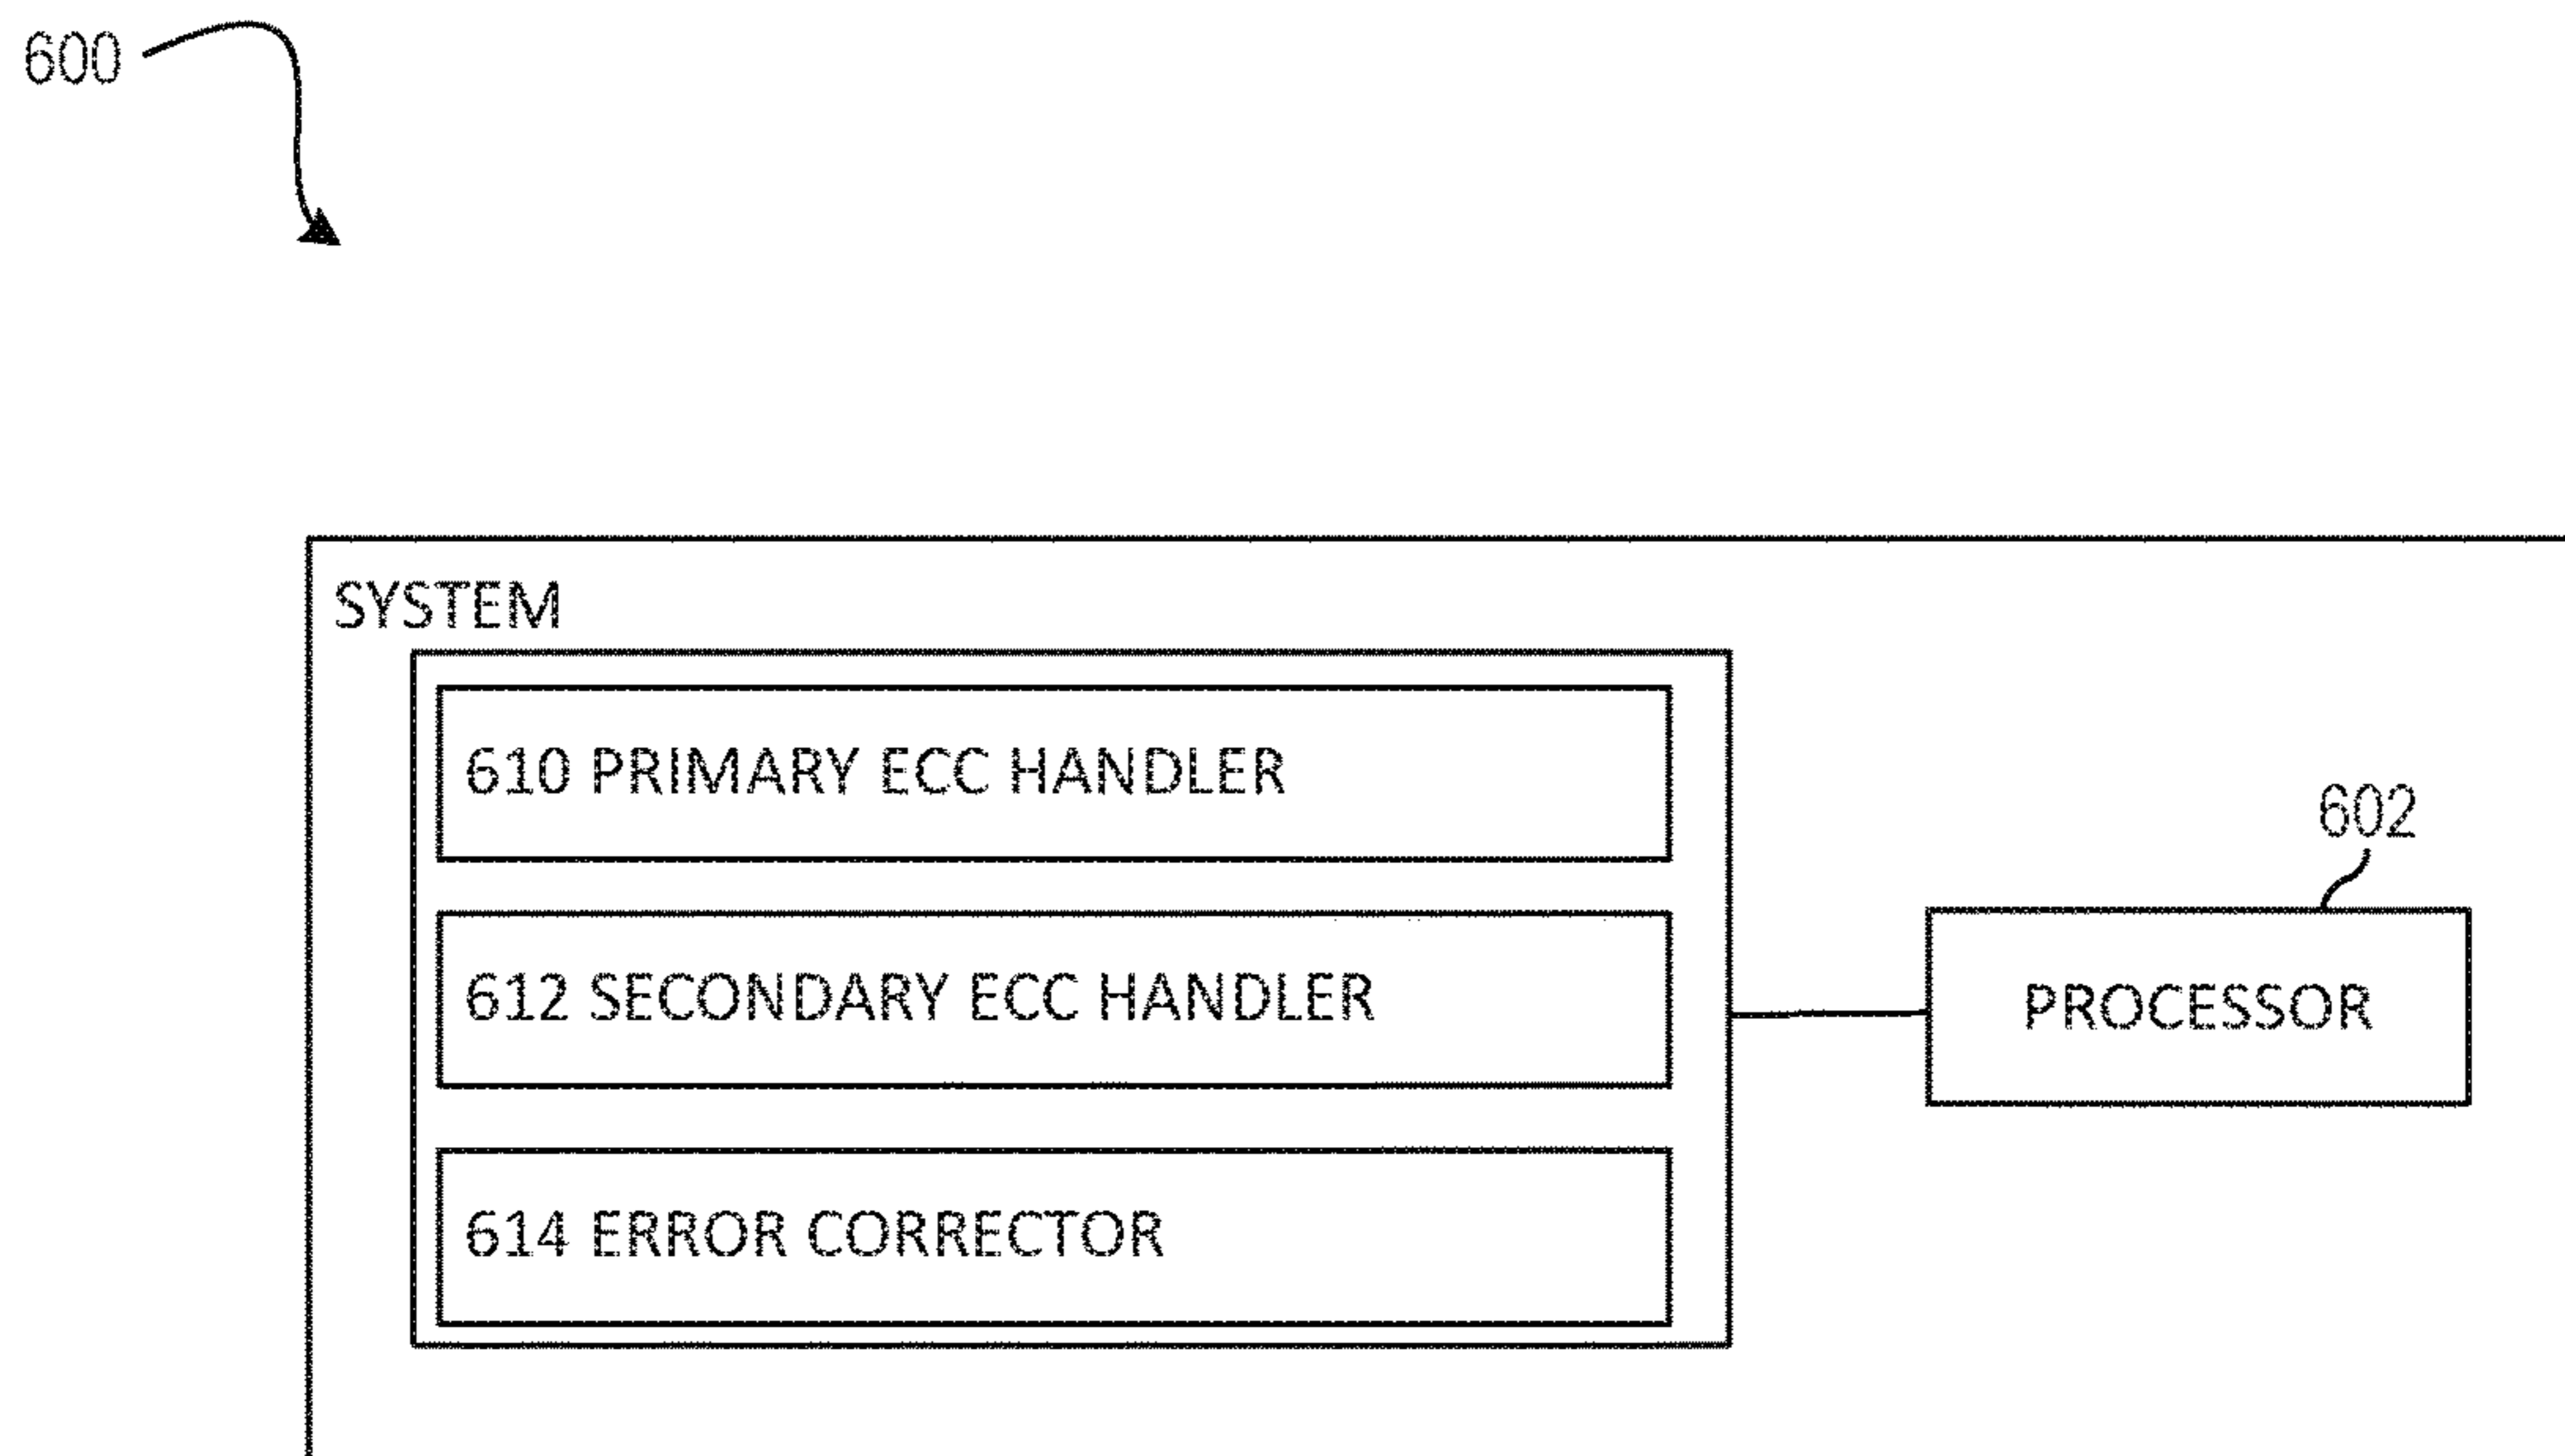 600
SYSTEM
610 PRIMARY ECC HANDLER
602
612 SECONDARY ECC HANDLER
PROCESSOR
614 ERROR CORRECTOR